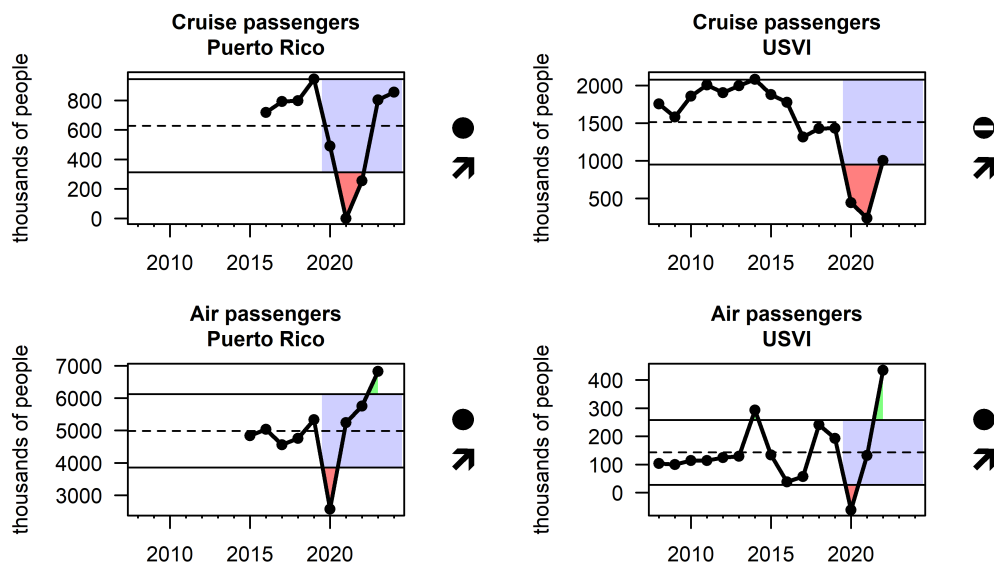 Cruise passengers
Puerto Rico
thousands of people
800
600
400
200
0
2010 2015 2020
Cruise passengers
USVI
thousands of people
2000
1500
1000
500
2010 2015 2020
Air passengers
Puerto Rico
thousands of people
7000
6000
5000
4000
3000
2010 2015 2020
Air passengers
USVI
thousands of people
400
300
200
100
0
2010 2015 2020